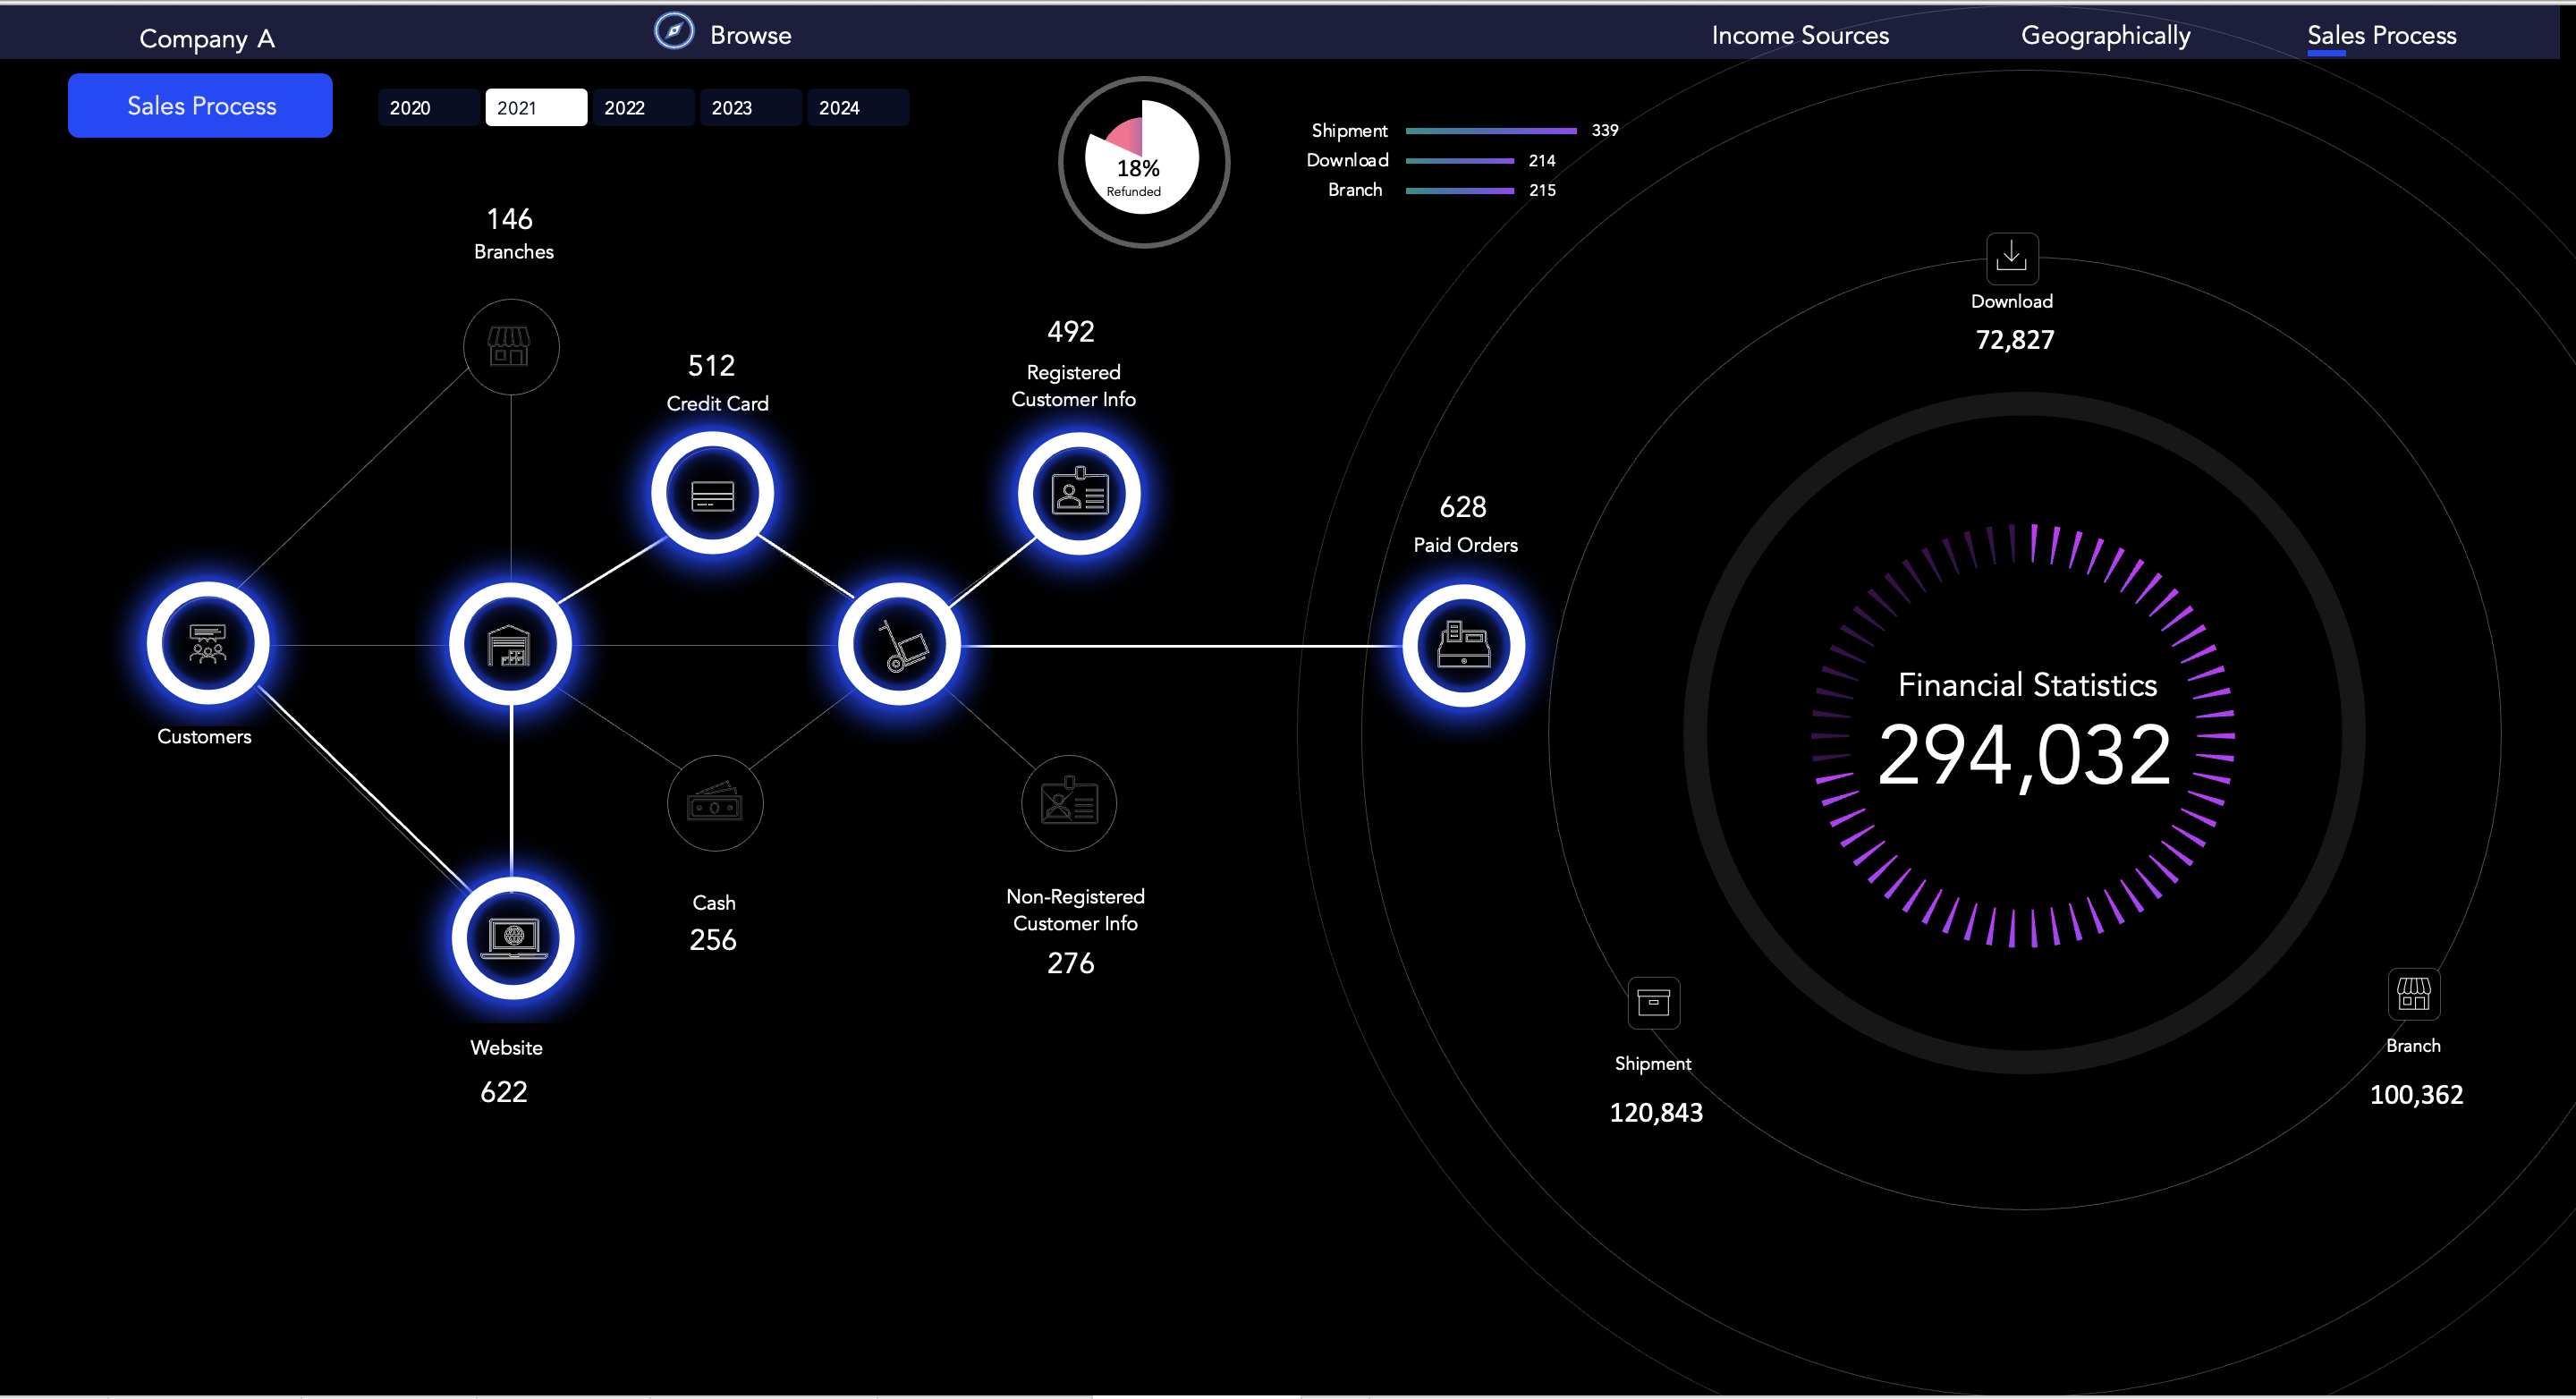 Company A
Browse
Income Sources
Geographically
Sales Process
Sales Process
2020
2021
2022
2023
2024
18%
Refunded
Shipment 339
Download 214
Branch 215
146
Branches
512
Credit Card
492
Registered
Customer Info
628
Paid Orders
Customers
Cash
256
Non-Registered
Customer Info
276
Website
622
Download
72,827
Financial Statistics
294,032
Shipment
120,843
Branch
100,362